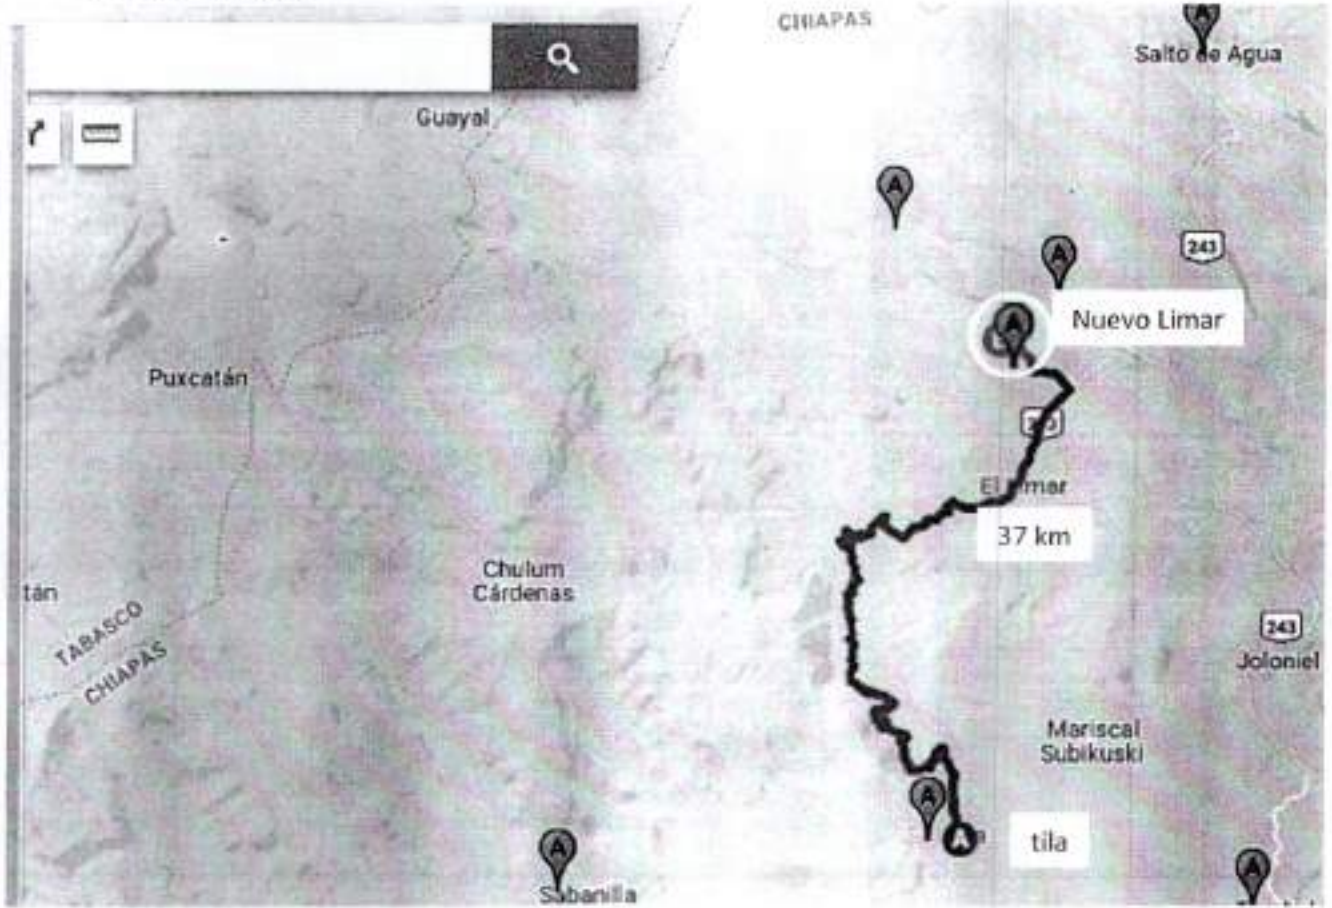 CHIAPAS
A
Salto de Agua
Guayal
A
A
243
A
Nuevo Limar
Puxcatán
El Limar
37 km
Chulum
Cárdenas
tán
TABASCO
CHIAPAS
243
Joloniel
Mariscal
Subikuski
A
A
tila
A
Sabanilla
A